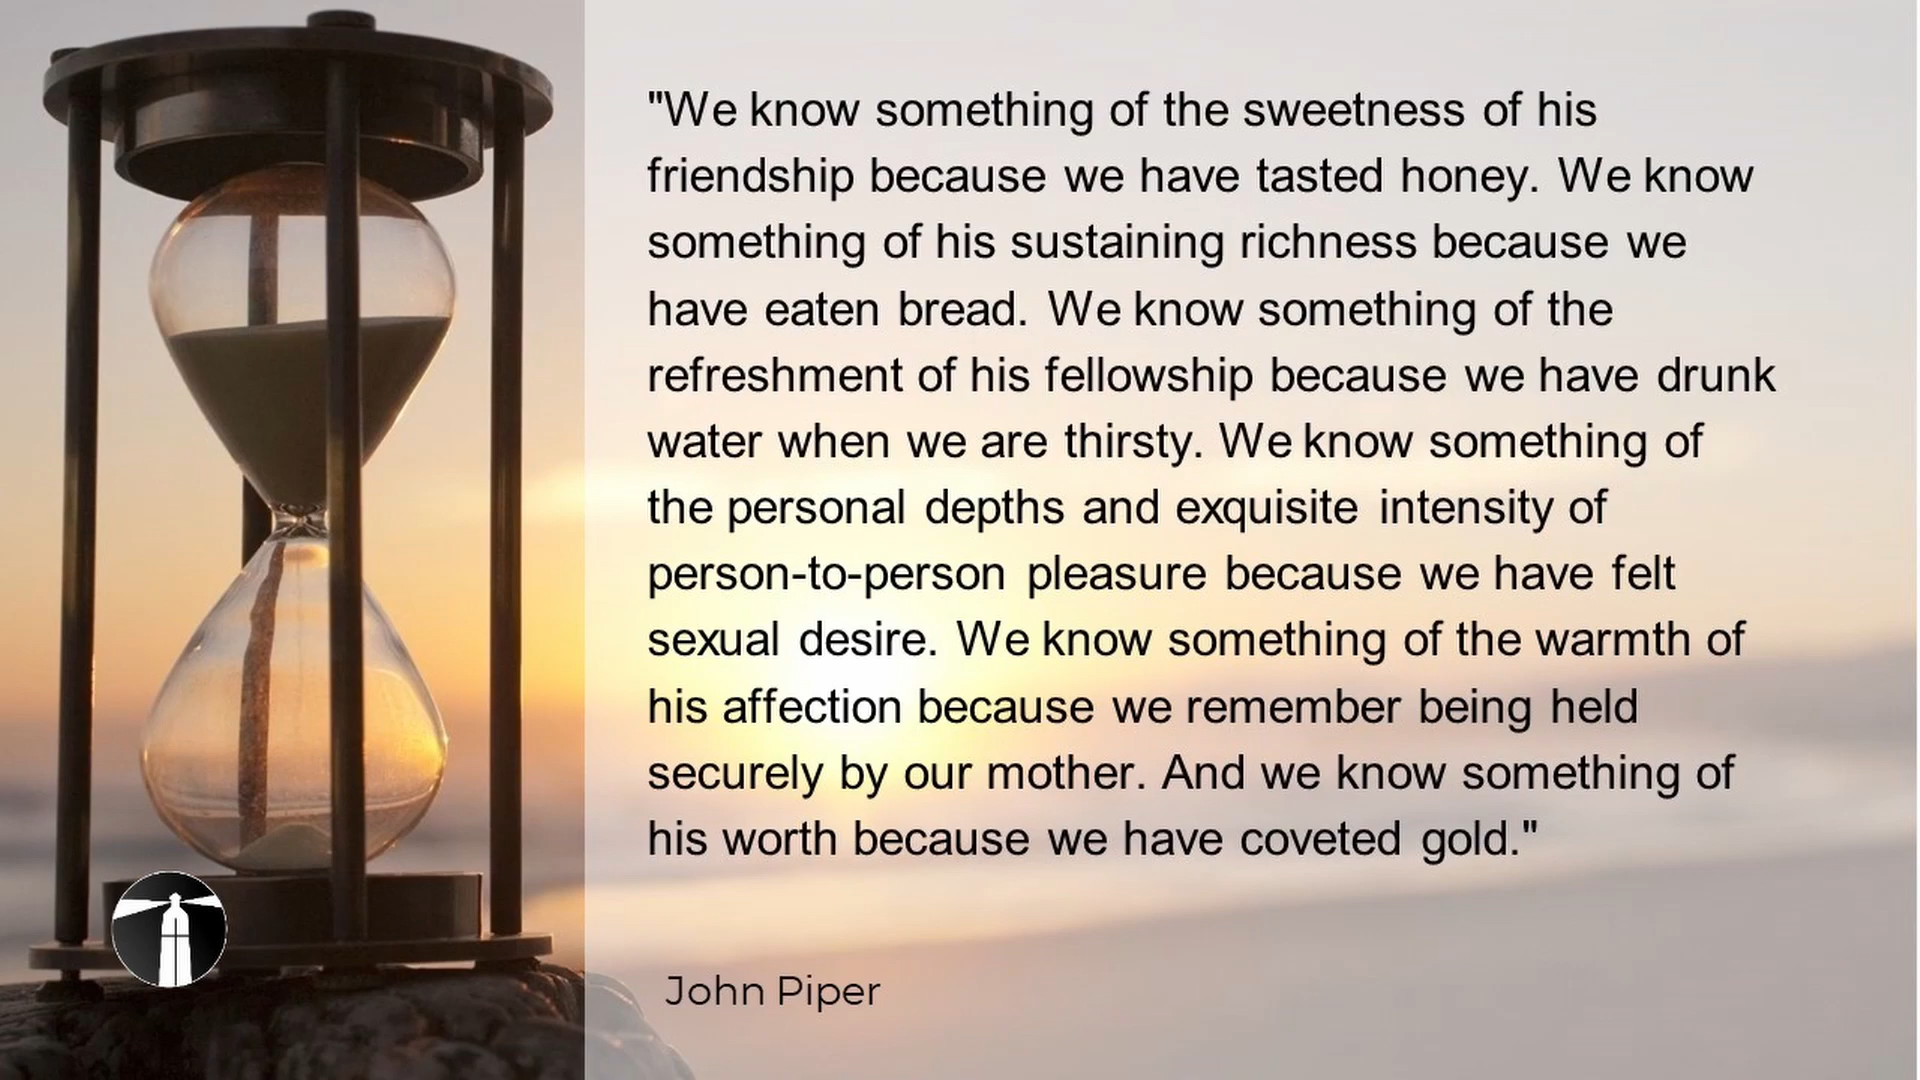 "We know something of the sweetness of his
friendship because we have tasted honey. We know
something of his sustaining richness because we
have eaten bread. We know something of the
refreshment of his fellowship because we have drunk
water when we are thirsty. We know something of
the personal depths and exquisite intensity of
person-to-person pleasure because we have felt
sexual desire. We know something of the warmth of
his affection because we remember being held
securely by our mother. And we know something of
his worth because we have coveted gold."
John Piper